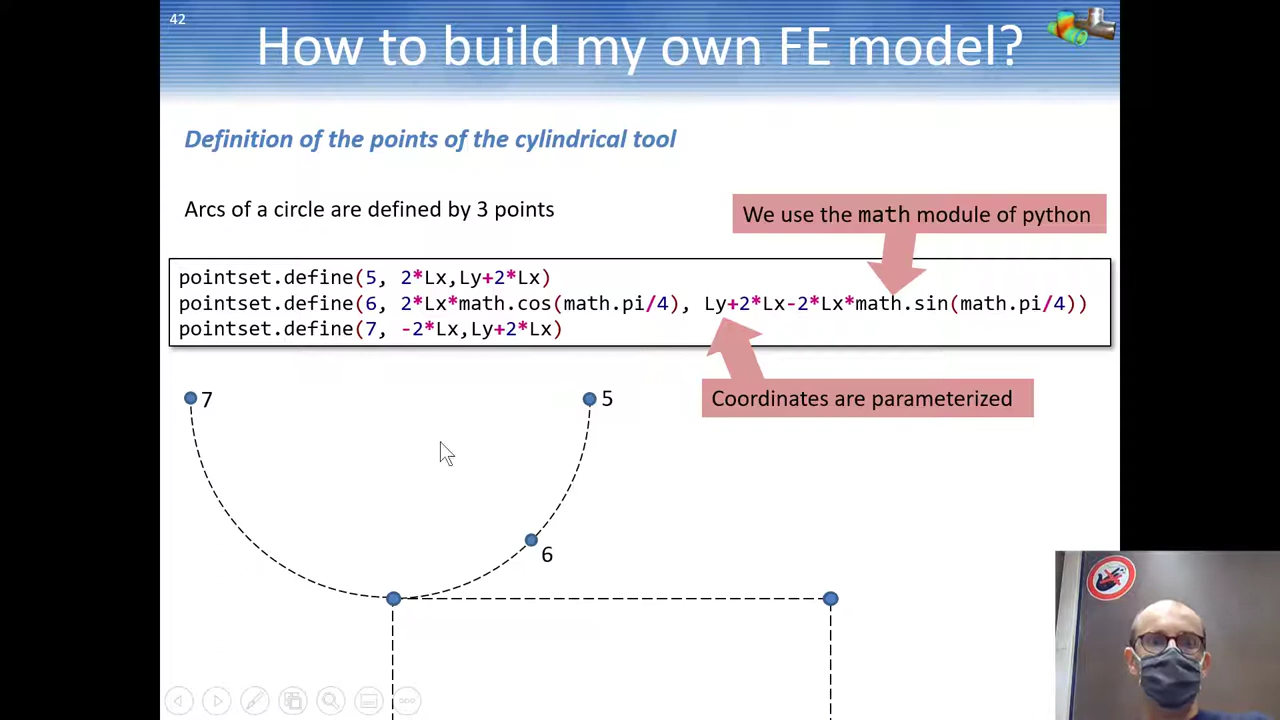 42
How to build my own FE model?
Definition of the points of the cylindrical tool
Arcs of a circle are defined by 3 points
We use the math module of python
pointset.define(5, 2*Lx,Ly+2*Lx)
pointset.define(6, 2*Lx*math.cos(math.pi/4), Ly+2*Lx-2*Lx*math.sin(math.pi/4))
pointset.define(7, -2*Lx,Ly+2*Lx)
Coordinates are parameterized
7
5
6